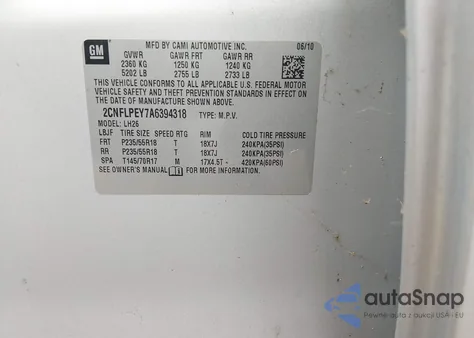 GM
MFD BY CAMI AUTOMOTIVE INC. 06/10
GVWR GAWR FRT GAWR RR
2360 KG 1250 KG 1240 KG
5202 LB 2755 LB 2733 LB
THIS VEHICLE CONFORMS TO ALL APPLICABLE U.S. FEDERAL MOTOR
VEHICLE SAFETY AND THEFT PREVENTION STANDARDS IN EFFECT ON
THE DATE OF MANUFACTURE SHOWN ABOVE.
2CNFLPEY7A6394318 TYPE: M.P.V.
MODEL: LH26
LBJF TIRE SIZE SPEED RTG RIM COLD TIRE PRESSURE
FRT P235/55R18 T 18X7J 240KPA(35PSI)
RR P235/55R18 T 18X7J 240KPA(35PSI)
SPA T145/70R17 M 17X4.5T 420KPA(60PSI)
SEE OWNER'S MANUAL FOR MORE INFORMATION.
autoSnap
Pewne auta z USA - EU